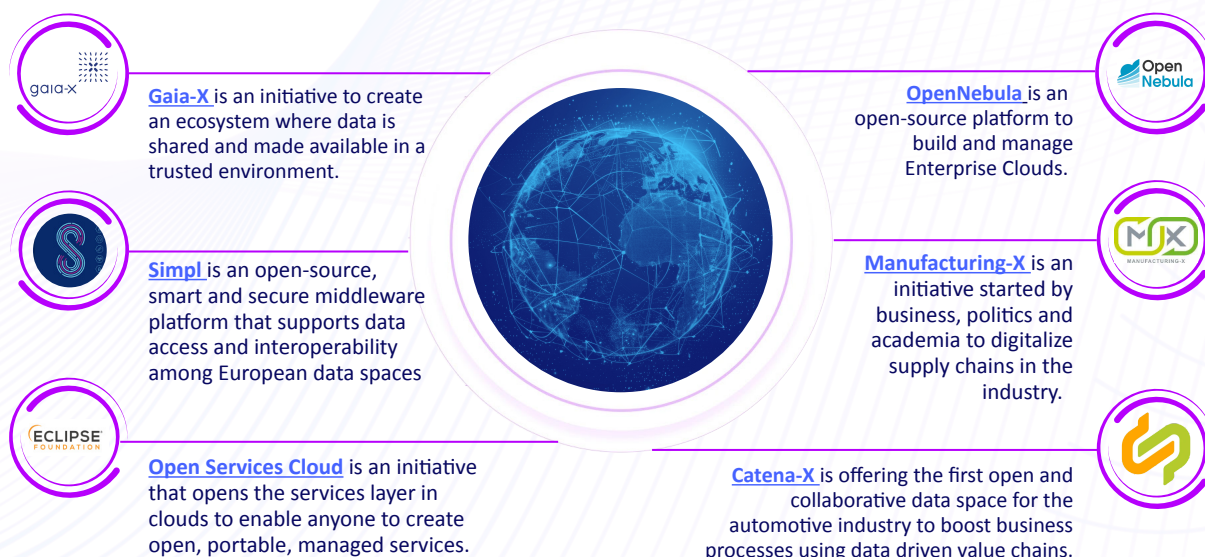 gaia-x
Gaia-X is an initiative to create
an ecosystem where data is
shared and made available in a
trusted environment.
Simpl is an open-source,
smart and secure middleware
platform that supports data
access and interoperability
among European data spaces
ECLIPSE
FOUNDATION
Open Services Cloud is an initiative
that opens the services layer in
clouds to enable anyone to create
open, portable, managed services.
Open
Nebula
OpenNebula is an
open-source platform to
build and manage
Enterprise Clouds.
MX
MANUFACTURING-X
Manufacturing-X is an
initiative started by
business, politics and
academia to digitalize
supply chains in the
industry.
Catena-X is offering the first open and
collaborative data space for the
automotive industry to boost business
processes using data driven value chains.